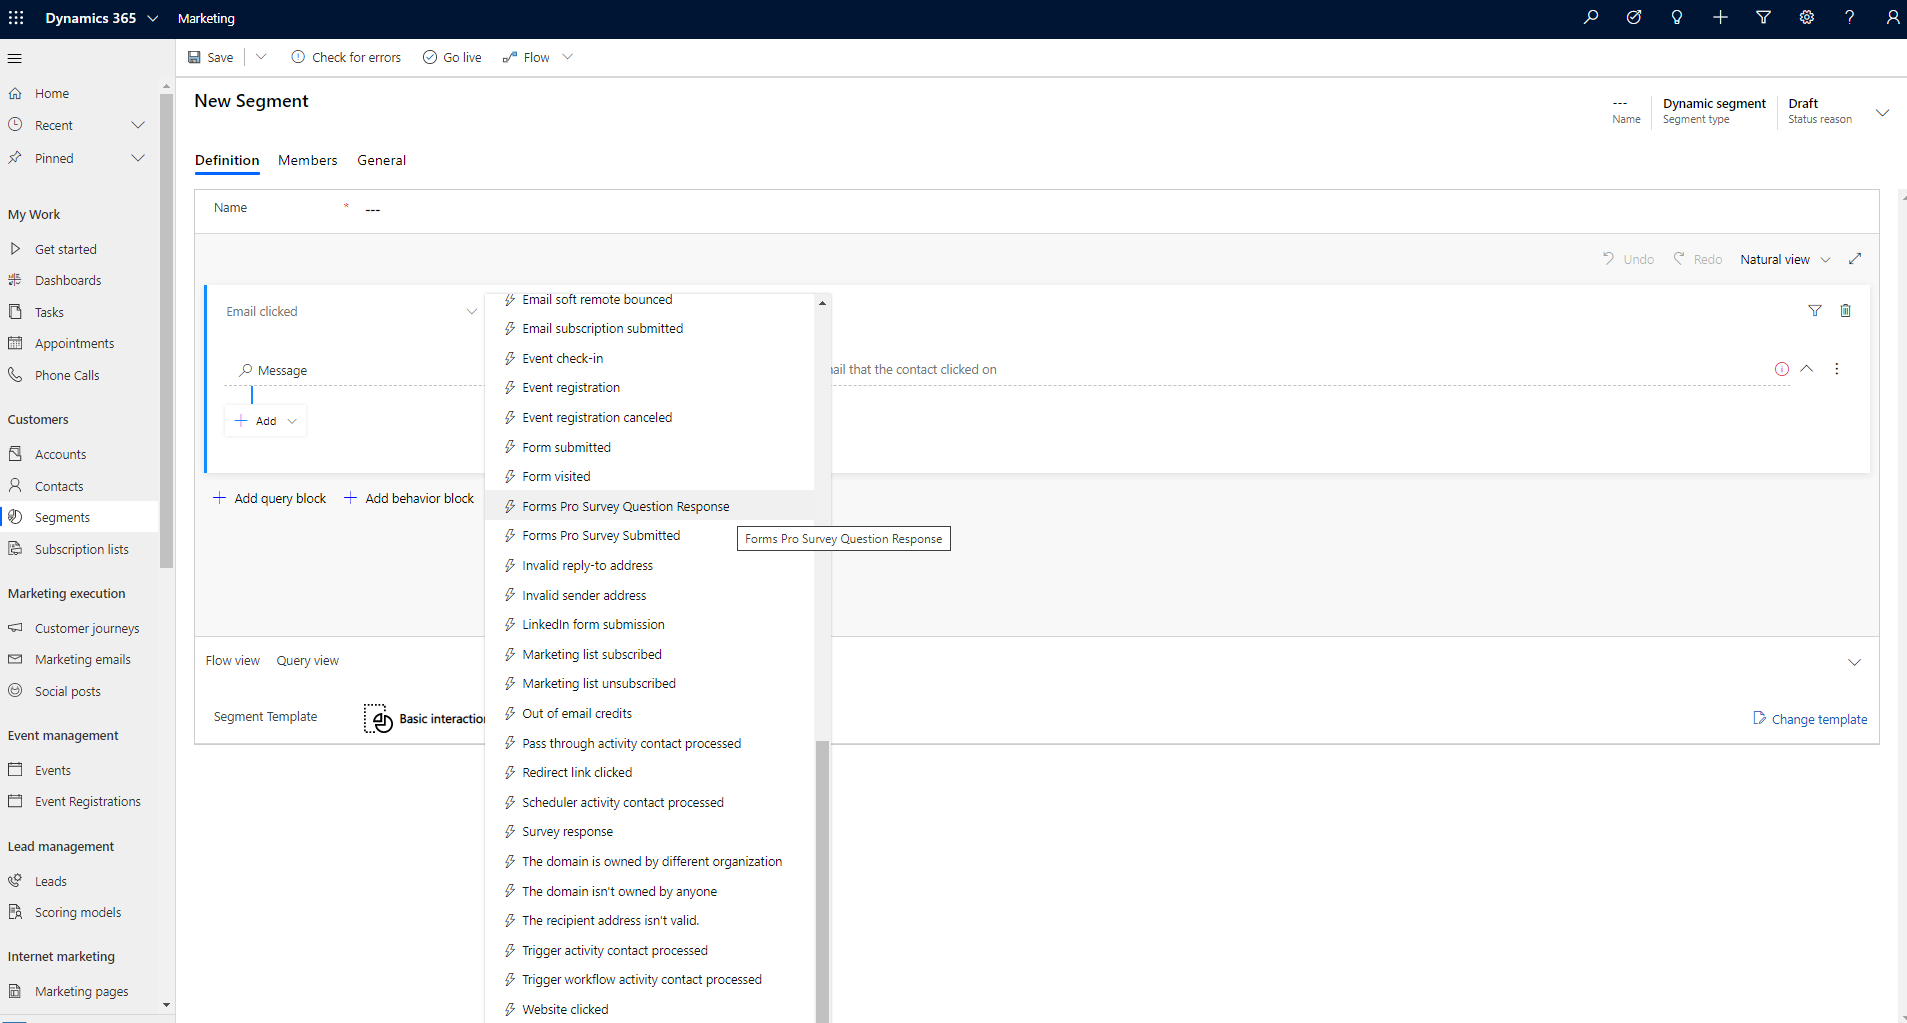 Dynamics 365 Marketing
Save Check for errors Go live Flow
Home
Recent
Pinned
My Work
Get started
Dashboards
Tasks
Appointments
Phone Calls
Customers
Accounts
Contacts
Segments
Subscription lists
Marketing execution
Customer journeys
Marketing emails
Social posts
Event management
Events
Event Registrations
Lead management
Leads
Scoring models
Internet marketing
Marketing pages
New Segment
---
Name
Dynamic segment
Segment type
Draft
Status reason
Definition Members General
Name * ---
Undo Redo Natural view
Email clicked
Message
ail that the contact clicked on
Add
Add query block Add behavior block
Email soft remote bounced
Email subscription submitted
Event check-in
Event registration
Event registration canceled
Form submitted
Form visited
Forms Pro Survey Question Response
Forms Pro Survey Submitted
Forms Pro Survey Question Response
Invalid reply-to address
Invalid sender address
LinkedIn form submission
Marketing list subscribed
Marketing list unsubscribed
Out of email credits
Pass through activity contact processed
Redirect link clicked
Scheduler activity contact processed
Survey response
The domain is owned by different organization
The domain isn't owned by anyone
The recipient address isn't valid.
Trigger activity contact processed
Trigger workflow activity contact processed
Website clicked
Flow view Query view
Segment Template Basic interaction
Change template